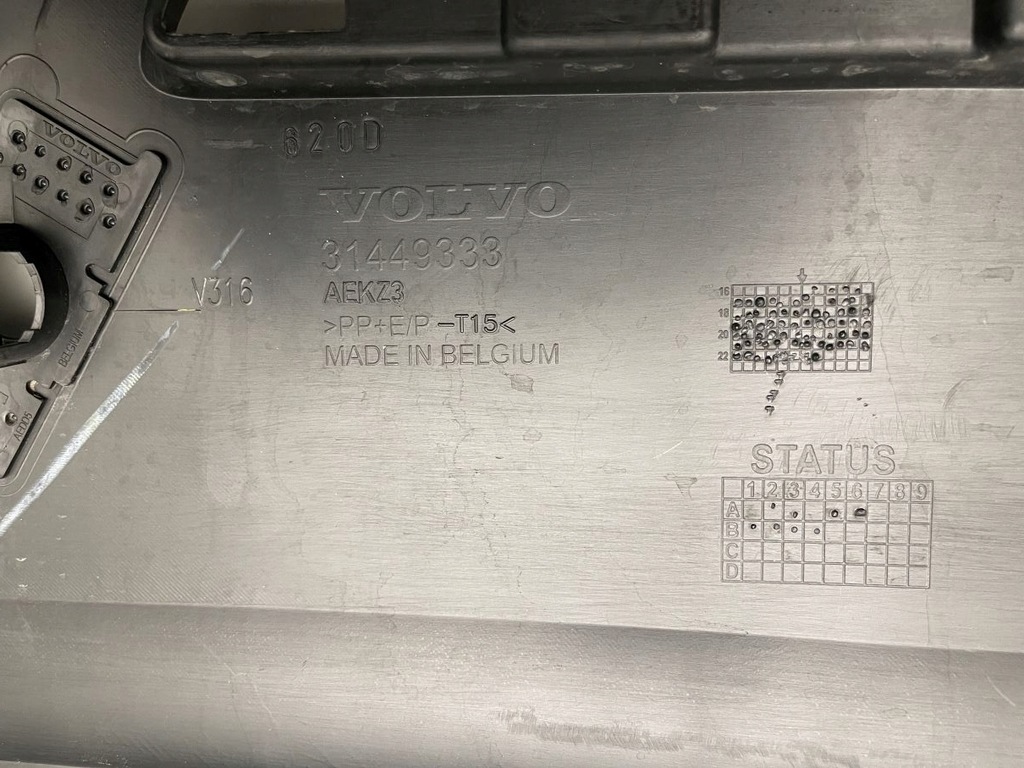 VOLVO
620D
VOLVO
31449333
V316
AEKZ3
>PP+E/P-T15<
MADE IN BELGIUM
BELGIUM
16
18
20
22
STATUS
1 2 3 4 5 6 7 8 9
A
B
C
D